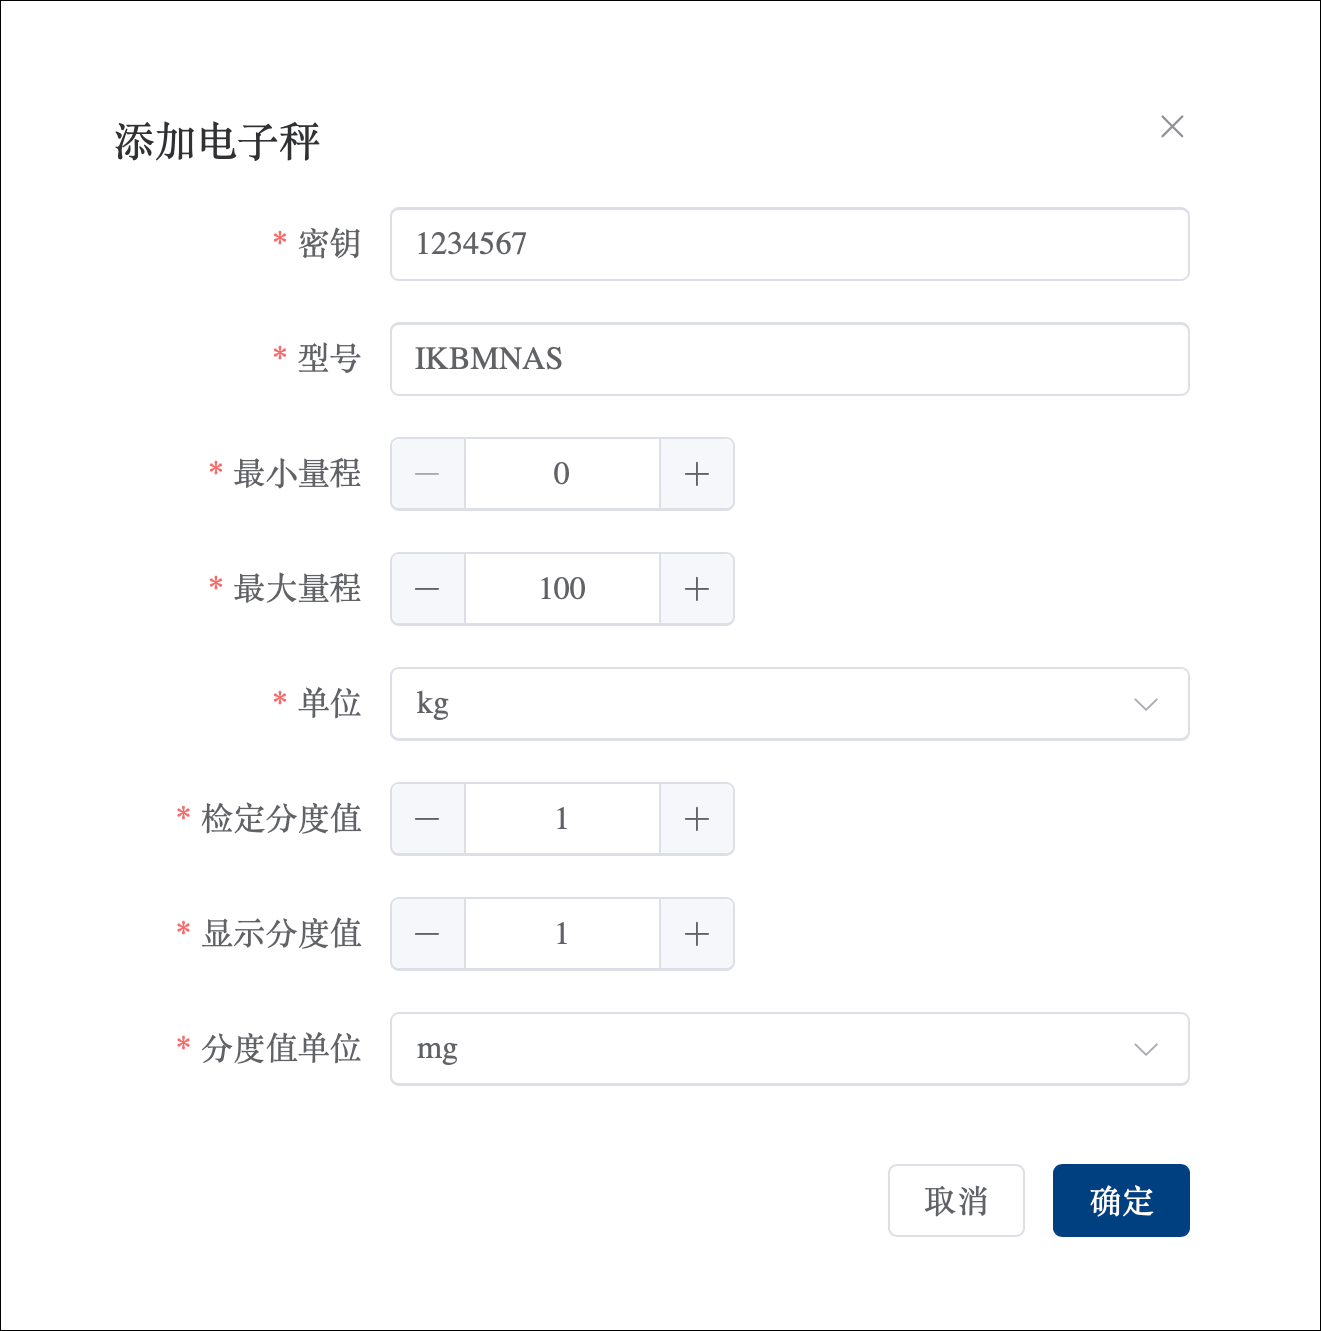 添加电子秤
* 密钥 1234567
* 型号 IKBMNAS
* 最小量程 0
* 最大量程 100
* 单位 kg
* 检定分度值 1
* 显示分度值 1
* 分度值单位 mg
取消 确定